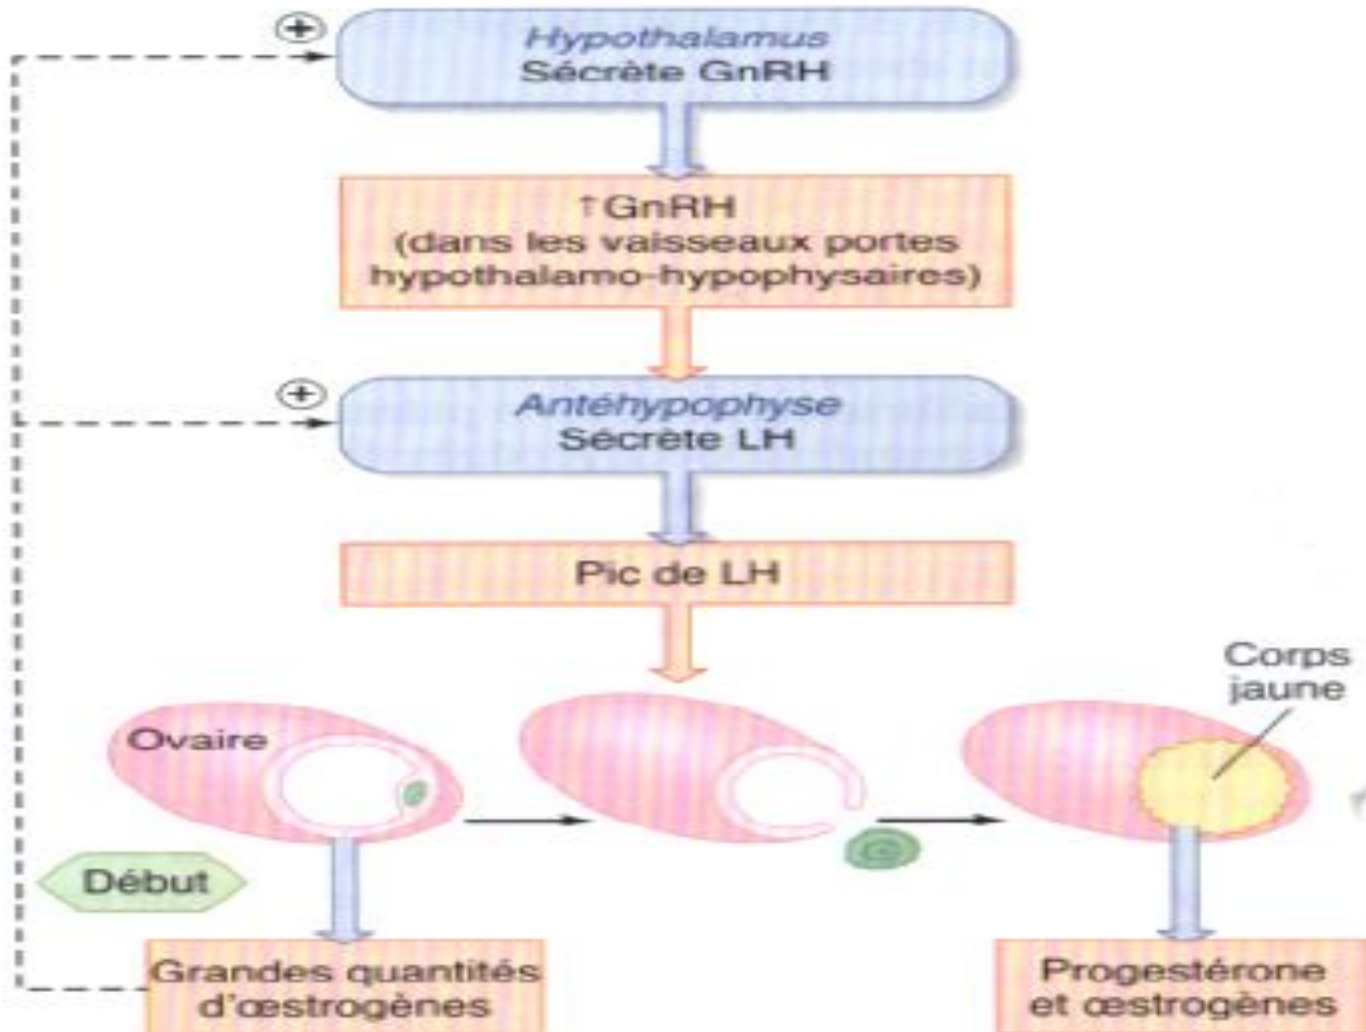 Hypothalamus
Sécrète GnRH
↑GnRH
(dans les vaisseaux portes
hypothalamo-hypophysaires)
Antéhypophyse
Sécrète LH
Pic de LH
Corps
jaune
Ovaire
Début
Grandes quantités
d'œstrogènes
Progestérone
et œstrogènes